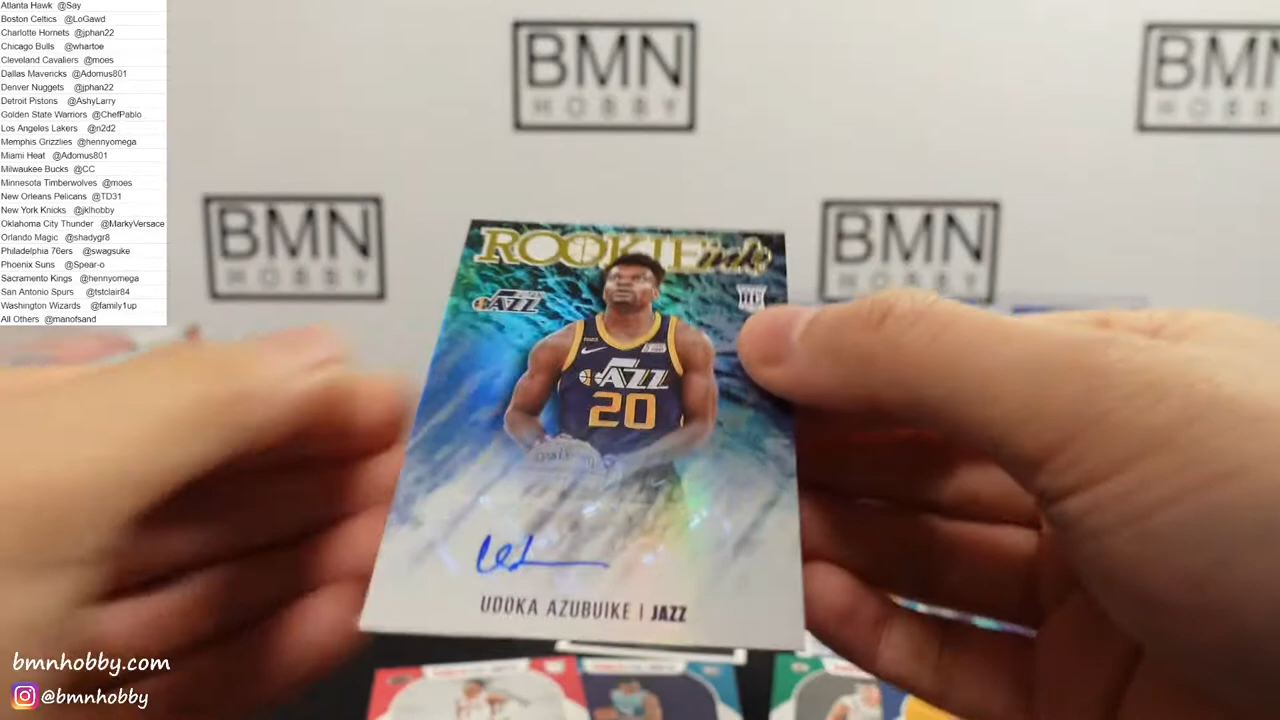 Atlanta Hawk @Say
Boston Celtics @LoGawd
Charlotte Hornets @jphan22
Chicago Bulls @whartoe
Cleveland Cavaliers @moes
Dallas Mavericks @Adomus801
Denver Nuggets @jphan22
Detroit Pistons @AshyLarry
Golden State Warriors @ChefPablo
Los Angeles Lakers @n2d2
Memphis Grizzlies @hennyomega
Miami Heat @Adomus801
Milwaukee Bucks @CC
Minnesota Timberwolves @moes
New Orleans Pelicans @TD31
New York Knicks @jklhobby
Oklahoma City Thunder @MarkyVersace
Orlando Magic @shadygr8
Philadelphia 76ers @swagsuke
Phoenix Suns @Spear-o
Sacramento Kings @hennyomega
San Antonio Spurs @tstclair84
Washington Wizards @family1up
All Others @manofsand
BMN
HOBBY
BMN
HOBBY
BMN
HOBBY
BMN
HOBBY
ROOKIE ink
JAZZ
JAZZ
20
UDOKA AZUBUIKE | JAZZ
bmnhobby.com
@bmnhobby